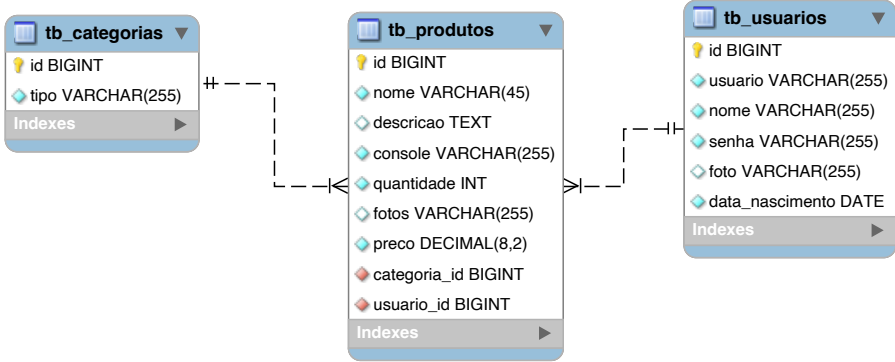 tb_categorias
id BIGINT
tipo VARCHAR(255)
Indexes
tb_produtos
id BIGINT
nome VARCHAR(45)
descricao TEXT
console VARCHAR(255)
quantidade INT
fotos VARCHAR(255)
preco DECIMAL(8,2)
categoria_id BIGINT
usuario_id BIGINT
Indexes
tb_usuarios
id BIGINT
usuario VARCHAR(255)
nome VARCHAR(255)
senha VARCHAR(255)
foto VARCHAR(255)
data_nascimento DATE
Indexes